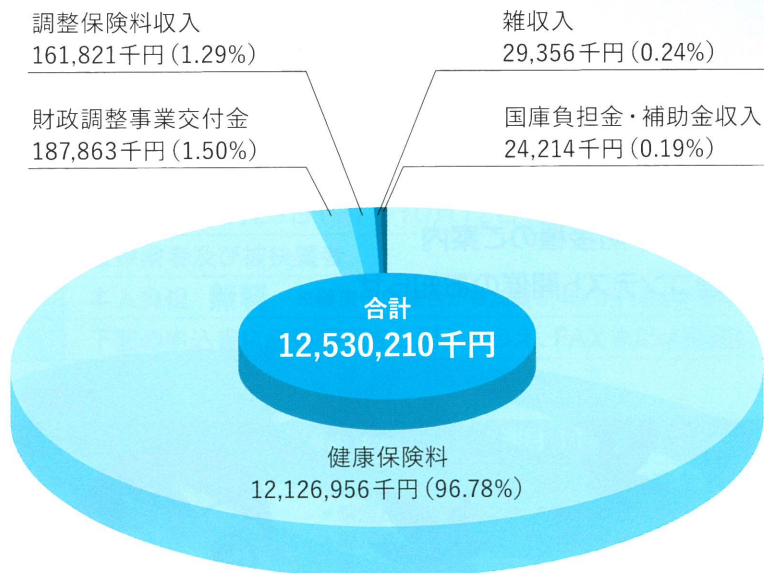 調整保険料収入
161,821千円(1.29%)
雑収入
29,356千円(0.24%)
財政調整事業交付金
187,863千円(1.50%)
国庫負担金・補助金収入
24,214千円(0.19%)
合計
12,530,210千円
健康保険料
12,126,956千円(96.78%)